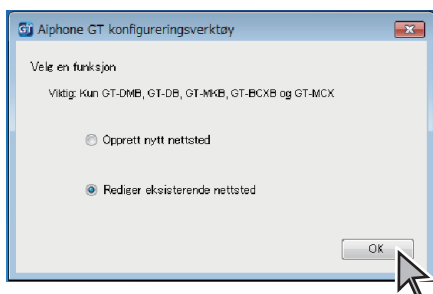 GT Aiphone GT konfigureringsverktøy
Velg en funksjon
Viktig: Kun GT-DMB, GT-DB, GT-MKB, GT-BCXB og GT-MCX
Opprett nytt nettsted
Rediger eksisterende nettsted
OK